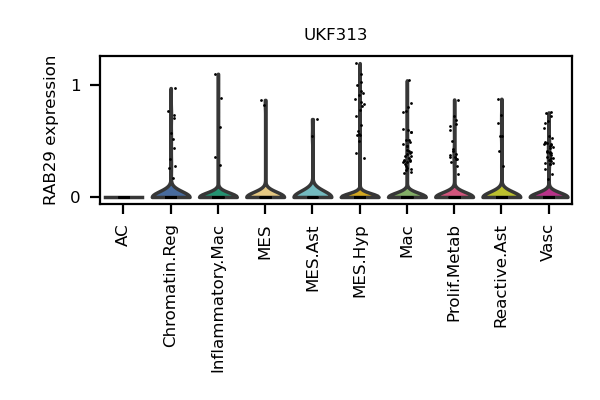 UKF313
RAB29 expression
1
0
AC
Chromatin.Reg
Inflammatory.Mac
MES
MES.Ast
MES.Hyp
Mac
Prolif.Metab
Reactive.Ast
Vasc